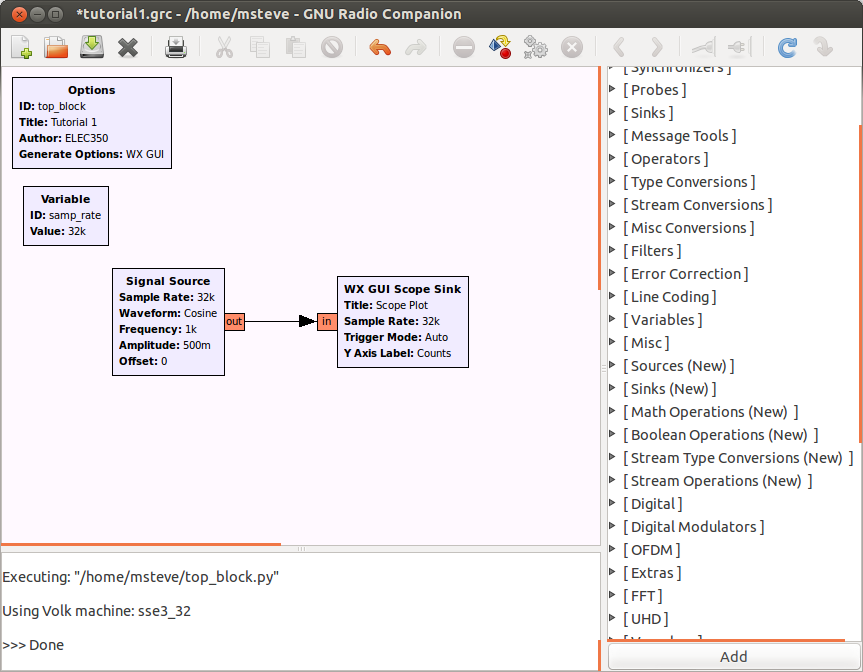 *tutorial1.grc - /home/msteve - GNU Radio Companion
Options
ID: top_block
Title: Tutorial 1
Author: ELEC350
Generate Options: WX GUI
Variable
ID: samp_rate
Value: 32k
Signal Source
Sample Rate: 32k
Waveform: Cosine
Frequency: 1k
Amplitude: 500m
Offset: 0
out
in
WX GUI Scope Sink
Title: Scope Plot
Sample Rate: 32k
Trigger Mode: Auto
Y Axis Label: Counts
Executing: "/home/msteve/top_block.py"
Using Volk machine: sse3_32
>>> Done
[ Synchronizers ]
[ Probes ]
[ Sinks ]
[ Message Tools ]
[ Operators ]
[ Type Conversions ]
[ Stream Conversions ]
[ Misc Conversions ]
[ Filters ]
[ Error Correction ]
[ Line Coding ]
[ Variables ]
[ Misc ]
[ Sources (New) ]
[ Sinks (New) ]
[ Math Operations (New) ]
[ Boolean Operations (New) ]
[ Stream Type Conversions (New) ]
[ Stream Operations (New) ]
[ Digital ]
[ Digital Modulators ]
[ OFDM ]
[ Extras ]
[ FFT ]
[ UHD ]
Add